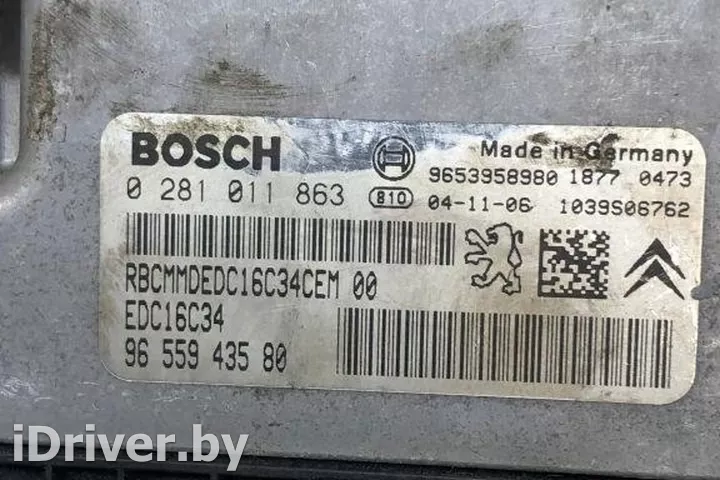 BOSCH
Made in Germany
9653958980 1877 0473
0 281 011 863
810 04-11-06 1039S06762
RBCMMDEDC16C34CEM 00
EDC16C34
96 559 435 80
iDriver.by